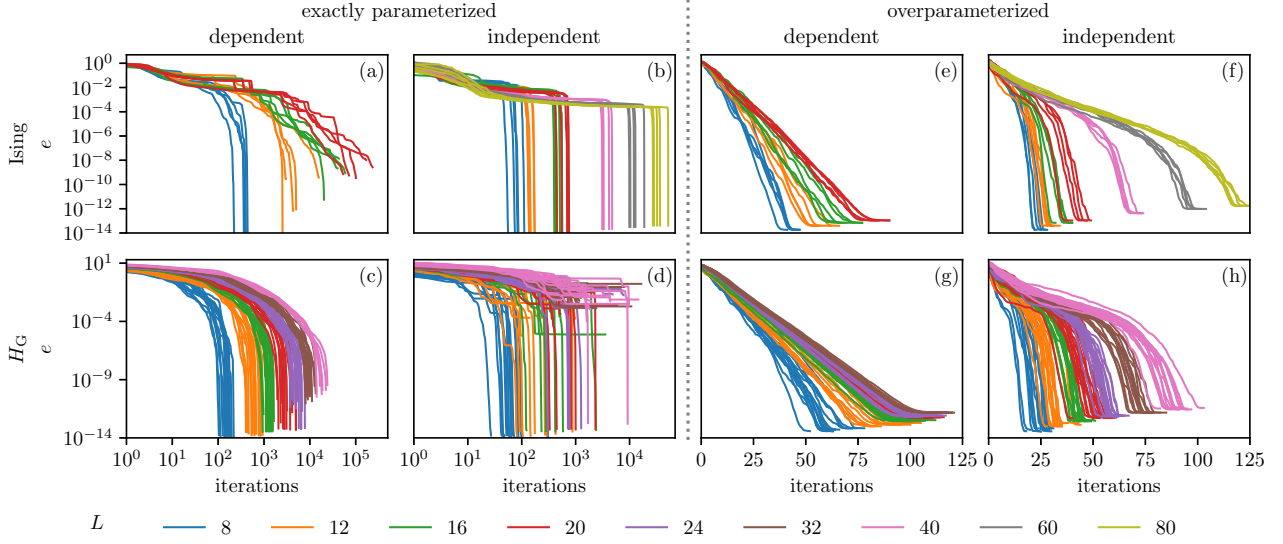 exactly parameterized overparameterized
dependent independent dependent independent
(a) (b) (e) (f)
Ising
e
10^0
10^-2
10^-4
10^-6
10^-8
10^-10
10^-12
10^-14
(c) (d) (g) (h)
H_G
e
10^1
10^-4
10^-9
10^-14
10^0 10^1 10^2 10^3 10^4 10^5
10^0 10^1 10^2 10^3 10^4
0 25 50 75 100 125
0 25 50 75 100 125
iterations iterations iterations iterations
L 8 12 16 20 24 32 40 60 80